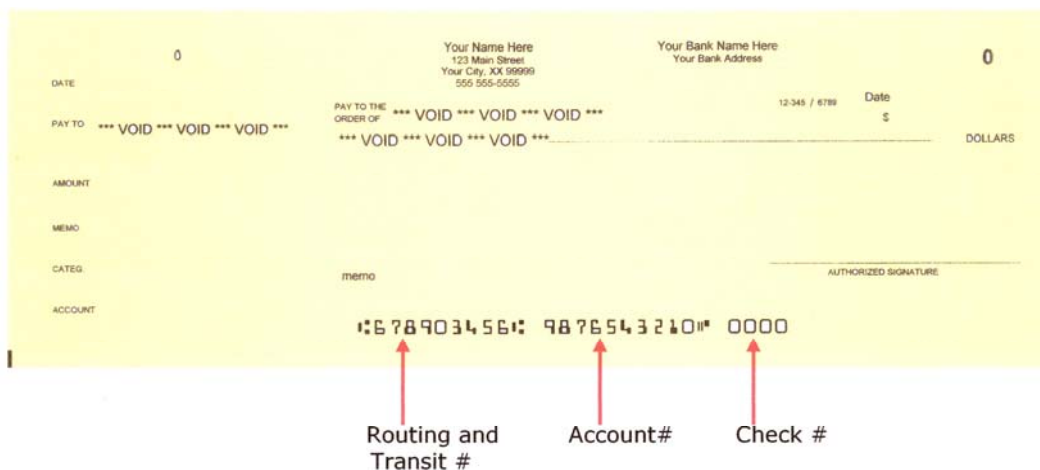 0
DATE
PAY TO *** VOID *** VOID *** VOID ***
AMOUNT
MEMO
CATEG.
ACCOUNT
Your Name Here
123 Main Street
Your City, XX 99999
555 555-5555
Your Bank Name Here
Your Bank Address
0
12-345 / 6789
Date
PAY TO THE
ORDER OF *** VOID *** VOID *** VOID ***
$
*** VOID *** VOID *** VOID *** DOLLARS
memo
AUTHORIZED SIGNATURE
⑆678903456⑆ 9876543210⑈ 0000
Routing and
Transit #
Account#
Check #